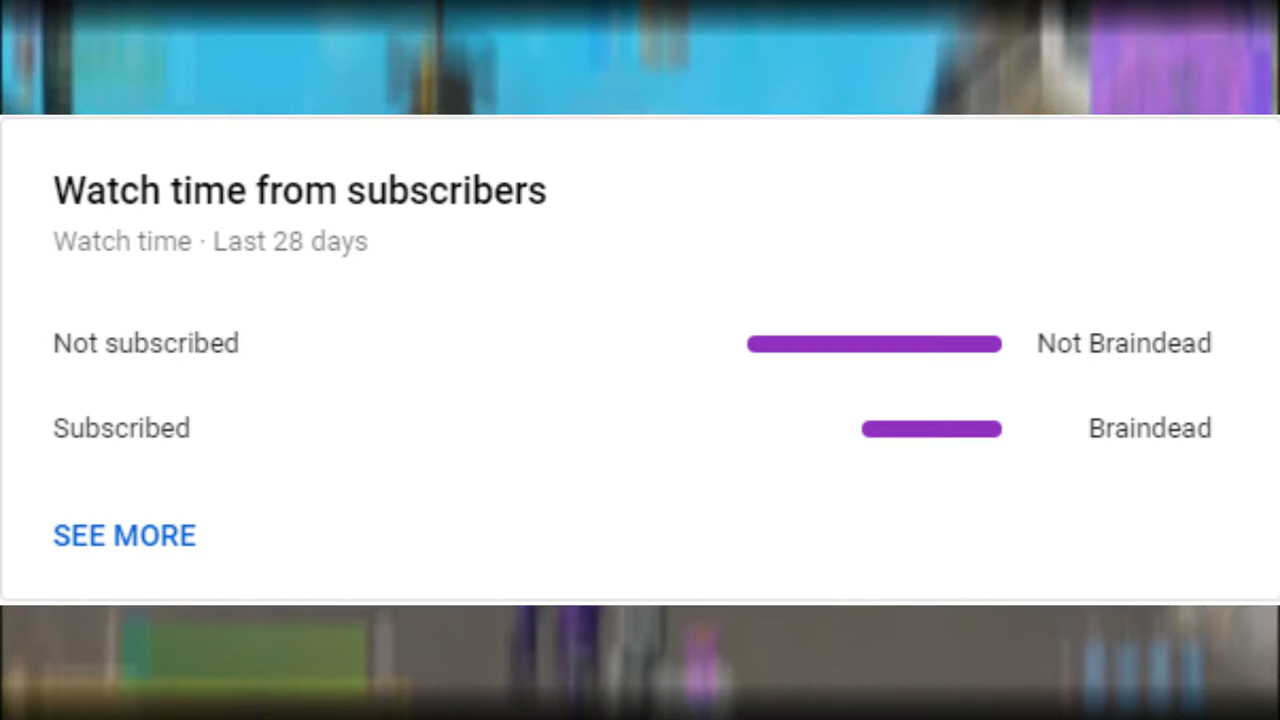 Watch time from subscribers
Watch time · Last 28 days
Not subscribed Not Braindead
Subscribed Braindead
SEE MORE